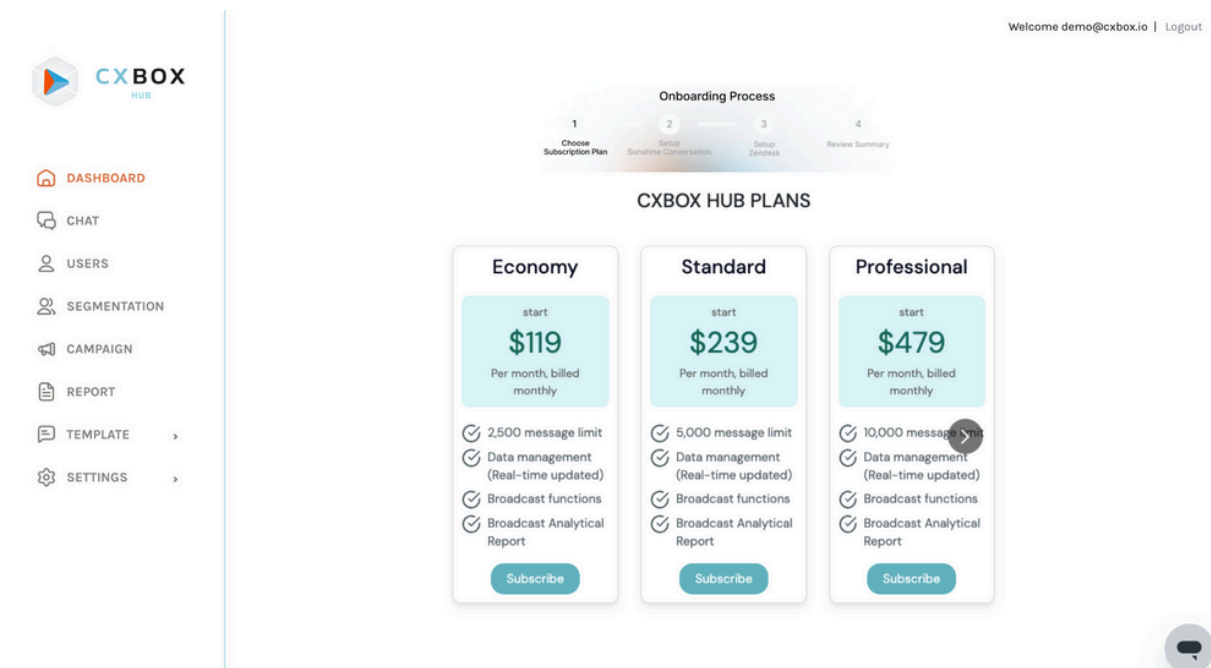 Welcome demo@cxbox.io | Logout
CXBOX
HUB
DASHBOARD
CHAT
USERS
SEGMENTATION
CAMPAIGN
REPORT
TEMPLATE
SETTINGS
Onboarding Process
1
Choose
Subscription Plan
2
Setup
Sunshine Conversation
3
Setup
Zendesk
4
Review Summary
CXBOX HUB PLANS
Economy
start
$119
Per month, billed
monthly
2,500 message limit
Data management
(Real-time updated)
Broadcast functions
Broadcast Analytical
Report
Subscribe
Standard
start
$239
Per month, billed
monthly
5,000 message limit
Data management
(Real-time updated)
Broadcast functions
Broadcast Analytical
Report
Subscribe
Professional
start
$479
Per month, billed
monthly
10,000 message limit
Data management
(Real-time updated)
Broadcast functions
Broadcast Analytical
Report
Subscribe